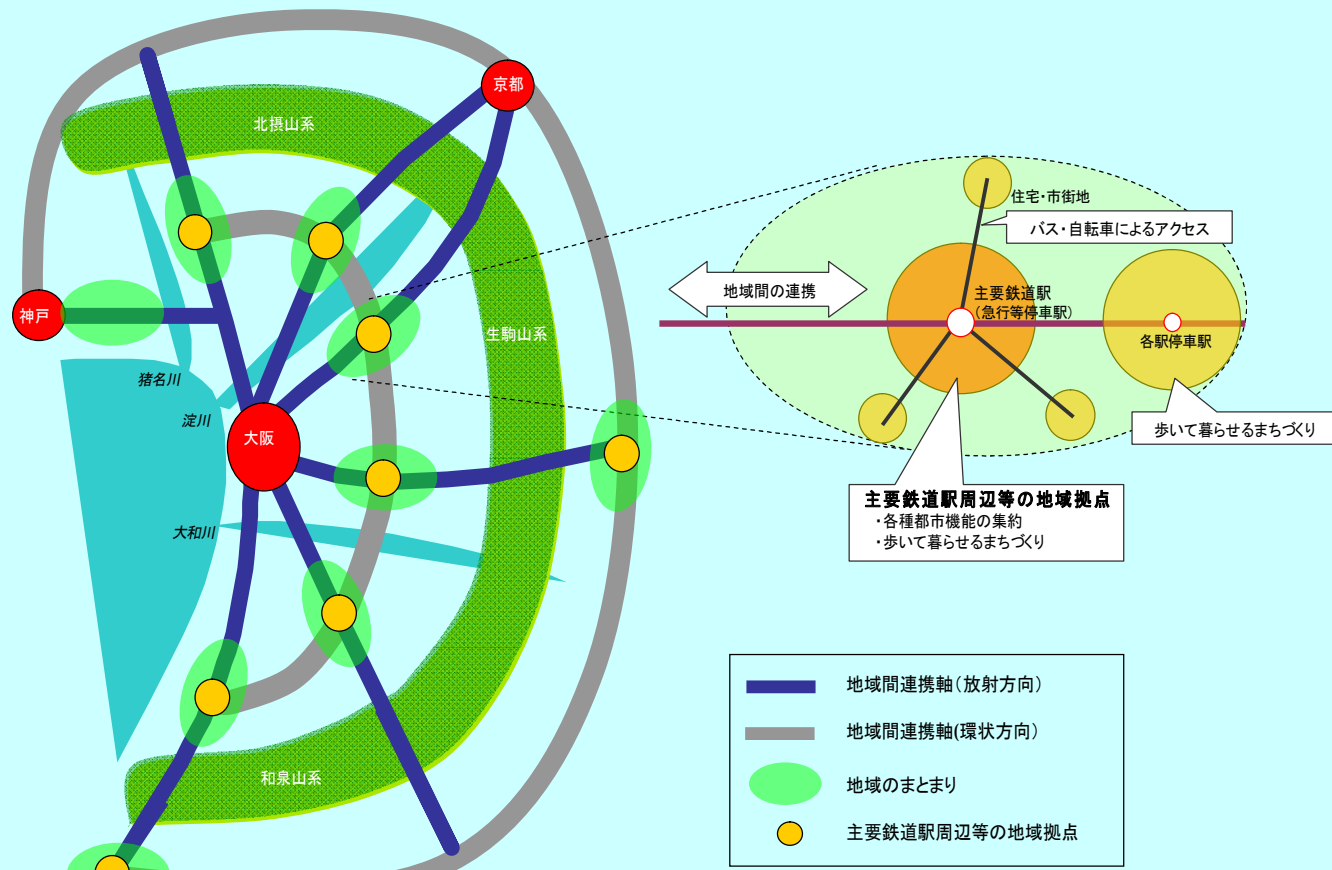 京都
北摂山系
神戸
生駒山系
猪名川
淀川
大阪
大和川
和泉山系
住宅・市街地
バス・自転車によるアクセス
地域間の連携
主要鉄道駅
(急行等停車駅)
各駅停車駅
歩いて暮らせるまちづくり
主要鉄道駅周辺等の地域拠点
・各種都市機能の集約
・歩いて暮らせるまちづくり
地域間連携軸(放射方向)
地域間連携軸(環状方向)
地域のまとまり
主要鉄道駅周辺等の地域拠点